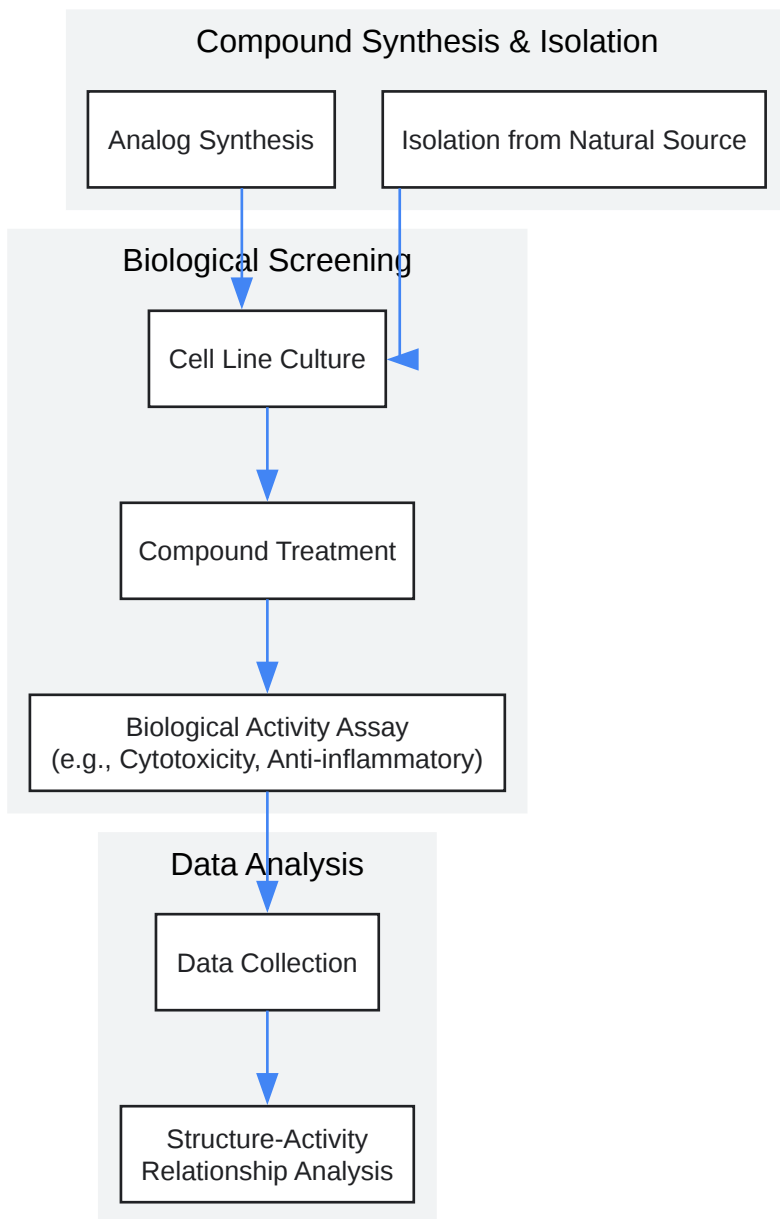 Compound Synthesis & Isolation
Analog Synthesis
Isolation from Natural Source
Biological Screening
Cell Line Culture
Compound Treatment
Biological Activity Assay
(e.g., Cytotoxicity, Anti-inflammatory)
Data Analysis
Data Collection
Structure-Activity
Relationship Analysis